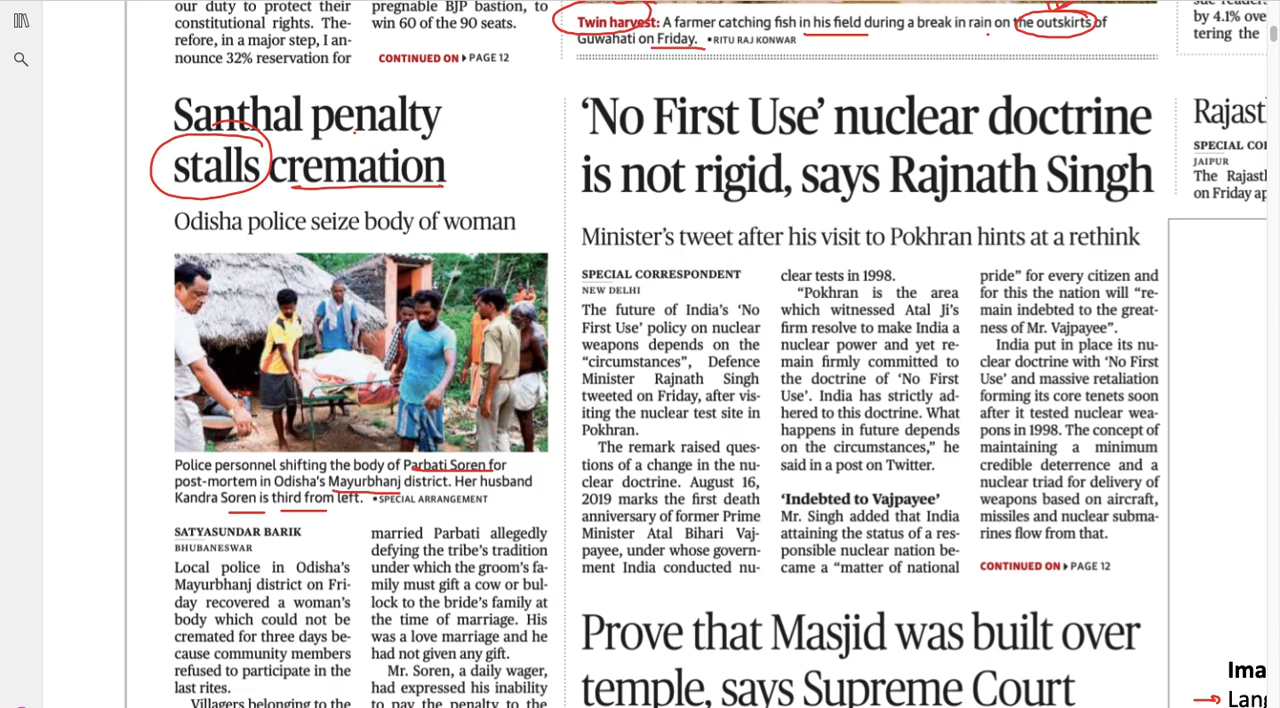 our duty to protect their
constitutional rights. The-
refore, in a major step, I an-
nounce 32% reservation for
pregnable BJP bastion, to
win 60 of the 90 seats.
CONTINUED ON PAGE 12
Twin harvest: A farmer catching fish in his field during a break in rain on the outskirts of
Guwahati on Friday. ▪RITU RAJ KONWAR
by 4.1% ove
tering the
Santhal penalty
stalls cremation
Odisha police seize body of woman
Police personnel shifting the body of Parbati Soren for
post-mortem in Odisha's Mayurbhanj district. Her husband
Kandra Soren is third from left. ▪SPECIAL ARRANGEMENT
SATYASUNDAR BARIK
BHUBANESWAR
Local police in Odisha's
Mayurbhanj district on Fri-
day recovered a woman's
body which could not be
cremated for three days be-
cause community members
refused to participate in the
last rites.
Villagers belonging to the
married Parbati allegedly
defying the tribe's tradition
under which the groom's fa-
mily must gift a cow or bul-
lock to the bride's family at
the time of marriage. His
was a love marriage and he
had not given any gift.
Mr. Soren, a daily wager,
had expressed his inability
to pay the penalty to the
'No First Use' nuclear doctrine
is not rigid, says Rajnath Singh
Minister's tweet after his visit to Pokhran hints at a rethink
SPECIAL CORRESPONDENT
NEW DELHI
The future of India's 'No
First Use' policy on nuclear
weapons depends on the
"circumstances", Defence
Minister Rajnath Singh
tweeted on Friday, after vis-
iting the nuclear test site in
Pokhran.
The remark raised ques-
tions of a change in the nu-
clear doctrine. August 16,
2019 marks the first death
anniversary of former Prime
Minister Atal Bihari Vaj-
payee, under whose govern-
ment India conducted nu-
clear tests in 1998.
"Pokhran is the area
which witnessed Atal Ji's
firm resolve to make India a
nuclear power and yet re-
main firmly committed to
the doctrine of 'No First
Use'. India has strictly ad-
hered to this doctrine. What
happens in future depends
on the circumstances," he
said in a post on Twitter.
'Indebted to Vajpayee'
Mr. Singh added that India
attaining the status of a res-
ponsible nuclear nation be-
came a "matter of national
pride" for every citizen and
for this the nation will "re-
main indebted to the great-
ness of Mr. Vajpayee".
India put in place its nu-
clear doctrine with 'No First
Use' and massive retaliation
forming its core tenets soon
after it tested nuclear wea-
pons in 1998. The concept of
maintaining a minimum
credible deterrence and a
nuclear triad for delivery of
weapons based on aircraft,
missiles and nuclear subma-
rines flow from that.
CONTINUED ON PAGE 12
Prove that Masjid was built over
temple, says Supreme Court
Rajast
SPECIAL CO
JAIPUR
The Rajast
on Friday ap
Ima
Lang